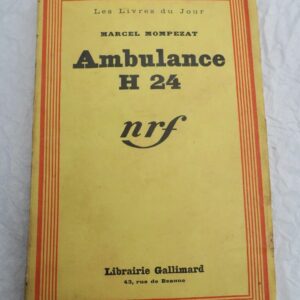 Les Livres du Jour
MARCEL MOMPEZAT
Ambulance
H 24
nrf
Librairie Gallimard
43, rue de Beaune